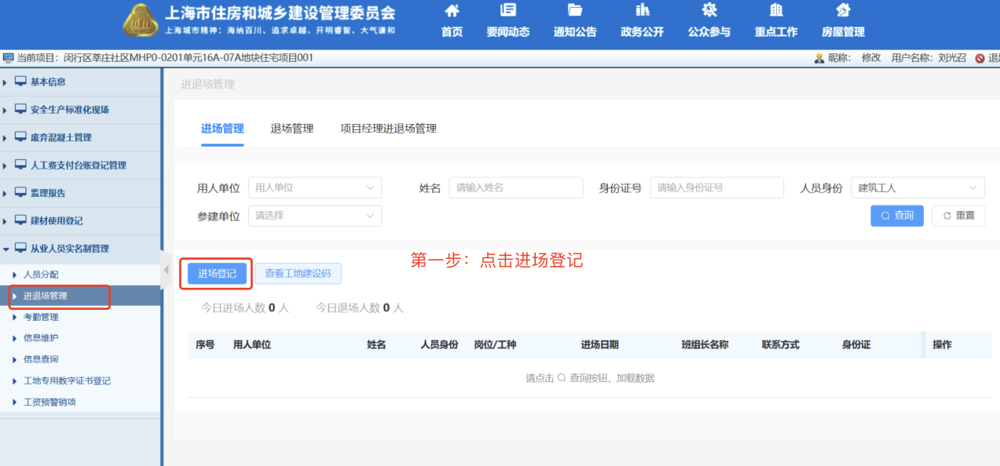 上海市住房和城乡建设管理委员会
上海城市精神：海纳百川、追求卓越、开明睿智、大气谦和
首页
要闻动态
通知公告
政务公开
公众参与
重点工作
房屋管理
当前项目：闵行区莘庄社区MHP0-0201单元16A-07A地块住宅项目001
昵称： 修改 用户名称：刘光召 退
基本信息
安全生产标准化现场
废弃混凝土管理
人工费支付台账登记管理
监理报告
建材使用登记
从业人员实名制管理
人员分配
进退场管理
考勤管理
信息维护
信息查询
工地专用数字证书登记
工资预警销项
进退场管理
进场管理 退场管理 项目经理进退场管理
用人单位 用人单位 姓名 请输入姓名 身份证号 请输入身份证号 人员身份 建筑工人
参建单位 请选择 查询 重置
第一步：点击进场登记
进场登记 查看工地建设码
今日进场人数 0 人 今日退场人数 0 人
序号 用人单位 姓名 人员身份 岗位/工种 进场日期 班组长名称 联系方式 身份证 操作
请点击 查询按钮，加载数据